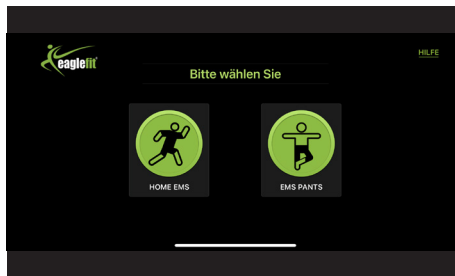 eaglefit
HILFE
Bitte wählen Sie
HOME EMS
EMS PANTS